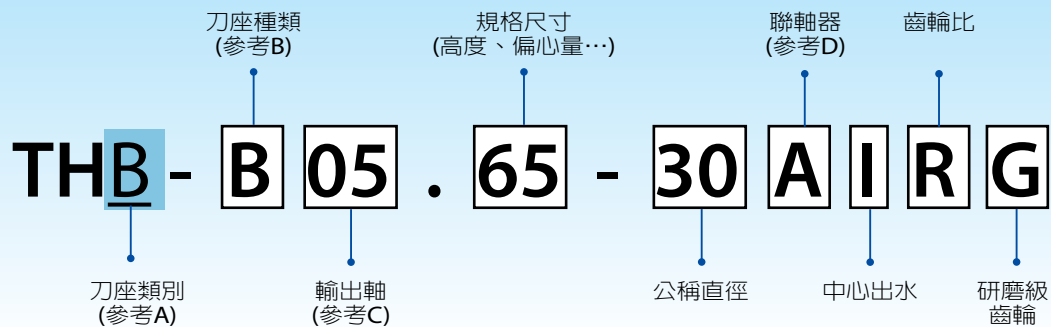 刀座種類
(參考B)
規格尺寸
(高度、偏心量…)
聯軸器
(參考D)
齒輪比
THB - B 05 . 65 - 30 A I R G
刀座類別
(參考A)
輸出軸
(參考C)
公稱直徑
中心出水
研磨級
齒輪